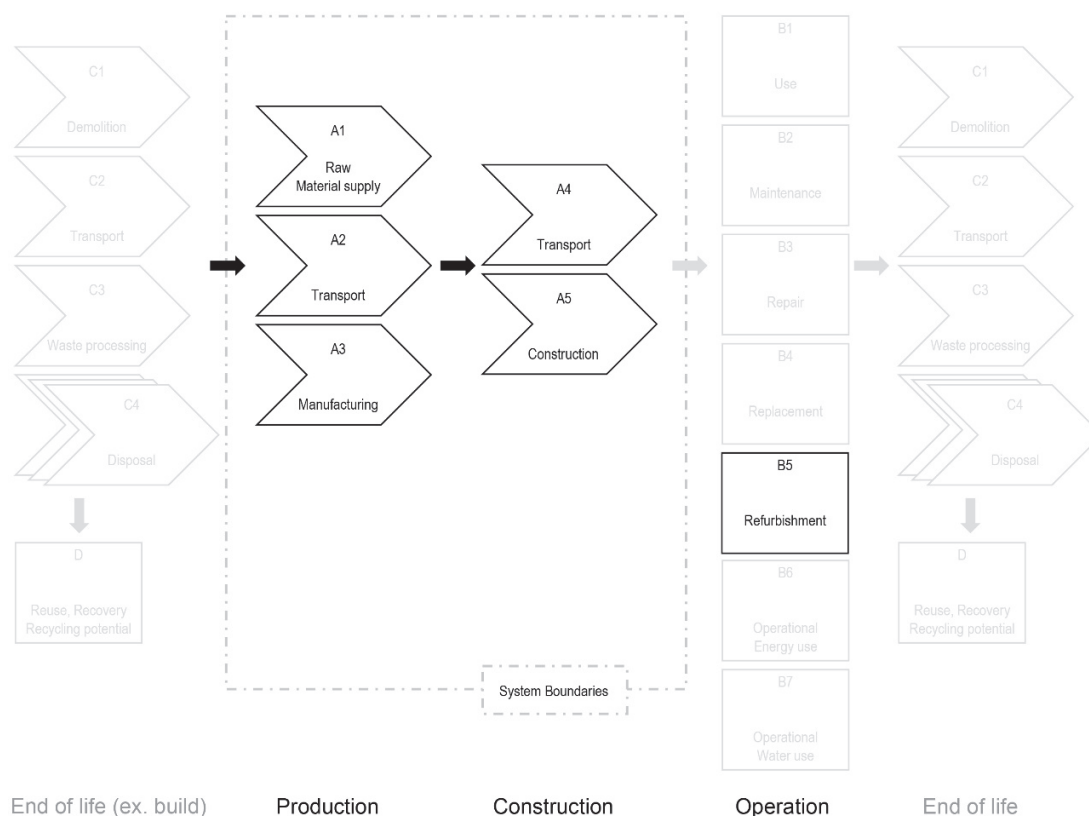 C1
Demolition
C2
Transport
C3
Waste processing
C4
Disposal
D
Reuse, Recovery
Recycling potential
End of life (ex. build)
A1
Raw
Material supply
A2
Transport
A3
Manufacturing
Production
A4
Transport
A5
Construction
System Boundaries
Construction
B1
Use
B2
Maintenance
B3
Repair
B4
Replacement
B5
Refurbishment
B6
Operational
Energy use
B7
Operational
Water use
Operation
C1
Demolition
C2
Transport
C3
Waste processing
C4
Disposal
D
Reuse, Recovery
Recycling potential
End of life